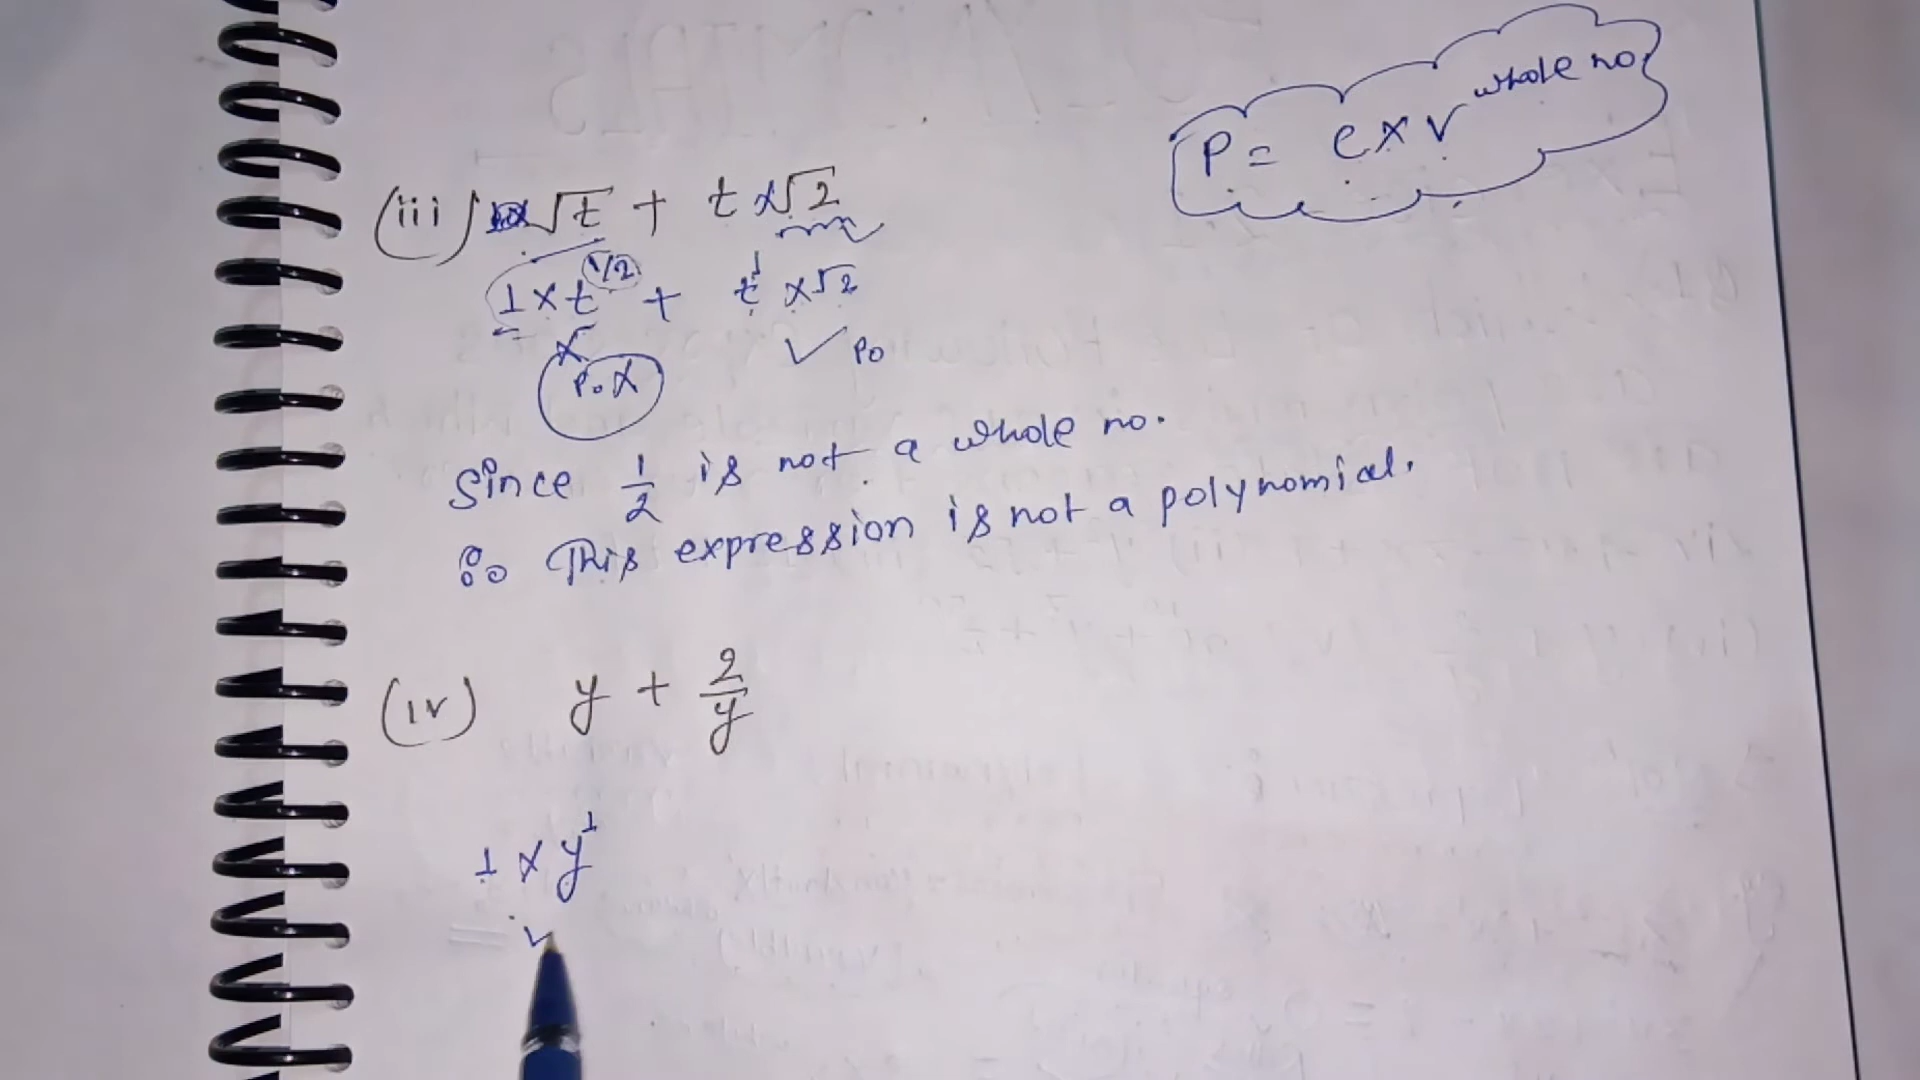 P = c x v^whole no.
(iii) √t + t x√2
1 x t^1/2 + t^1 x √2
x ✓ Po
Po x
Since 1/2 is not a whole no.
∴ This expression is not a polynomial.
(iv) y + 2/y
1 x y^1
✓